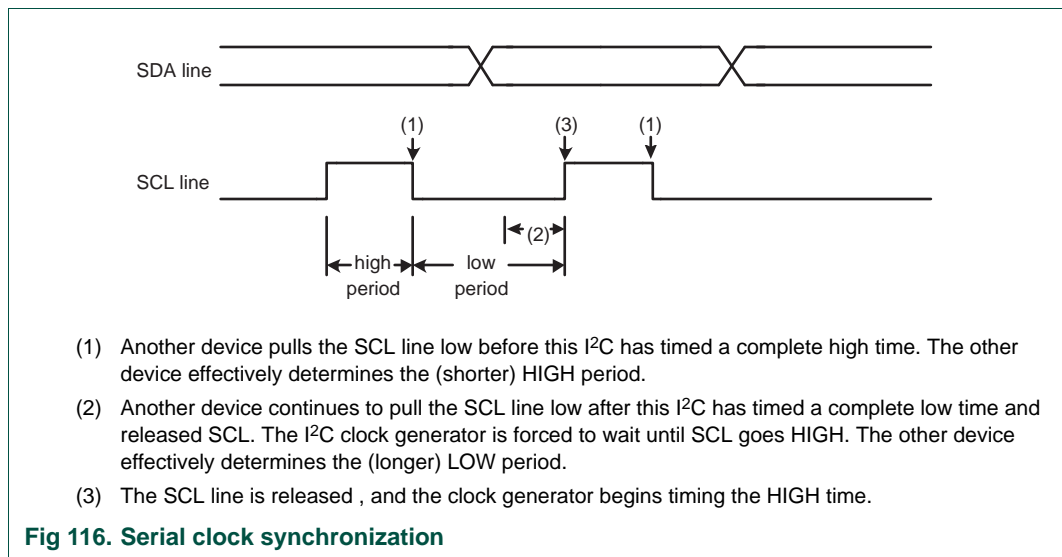 SDA line
(1) (3) (1)
SCL line
(2)
high low
period period
(1) Another device pulls the SCL line low before this I²C has timed a complete high time. The other
device effectively determines the (shorter) HIGH period.
(2) Another device continues to pull the SCL line low after this I²C has timed a complete low time and
released SCL. The I²C clock generator is forced to wait until SCL goes HIGH. The other device
effectively determines the (longer) LOW period.
(3) The SCL line is released , and the clock generator begins timing the HIGH time.
Fig 116. Serial clock synchronization